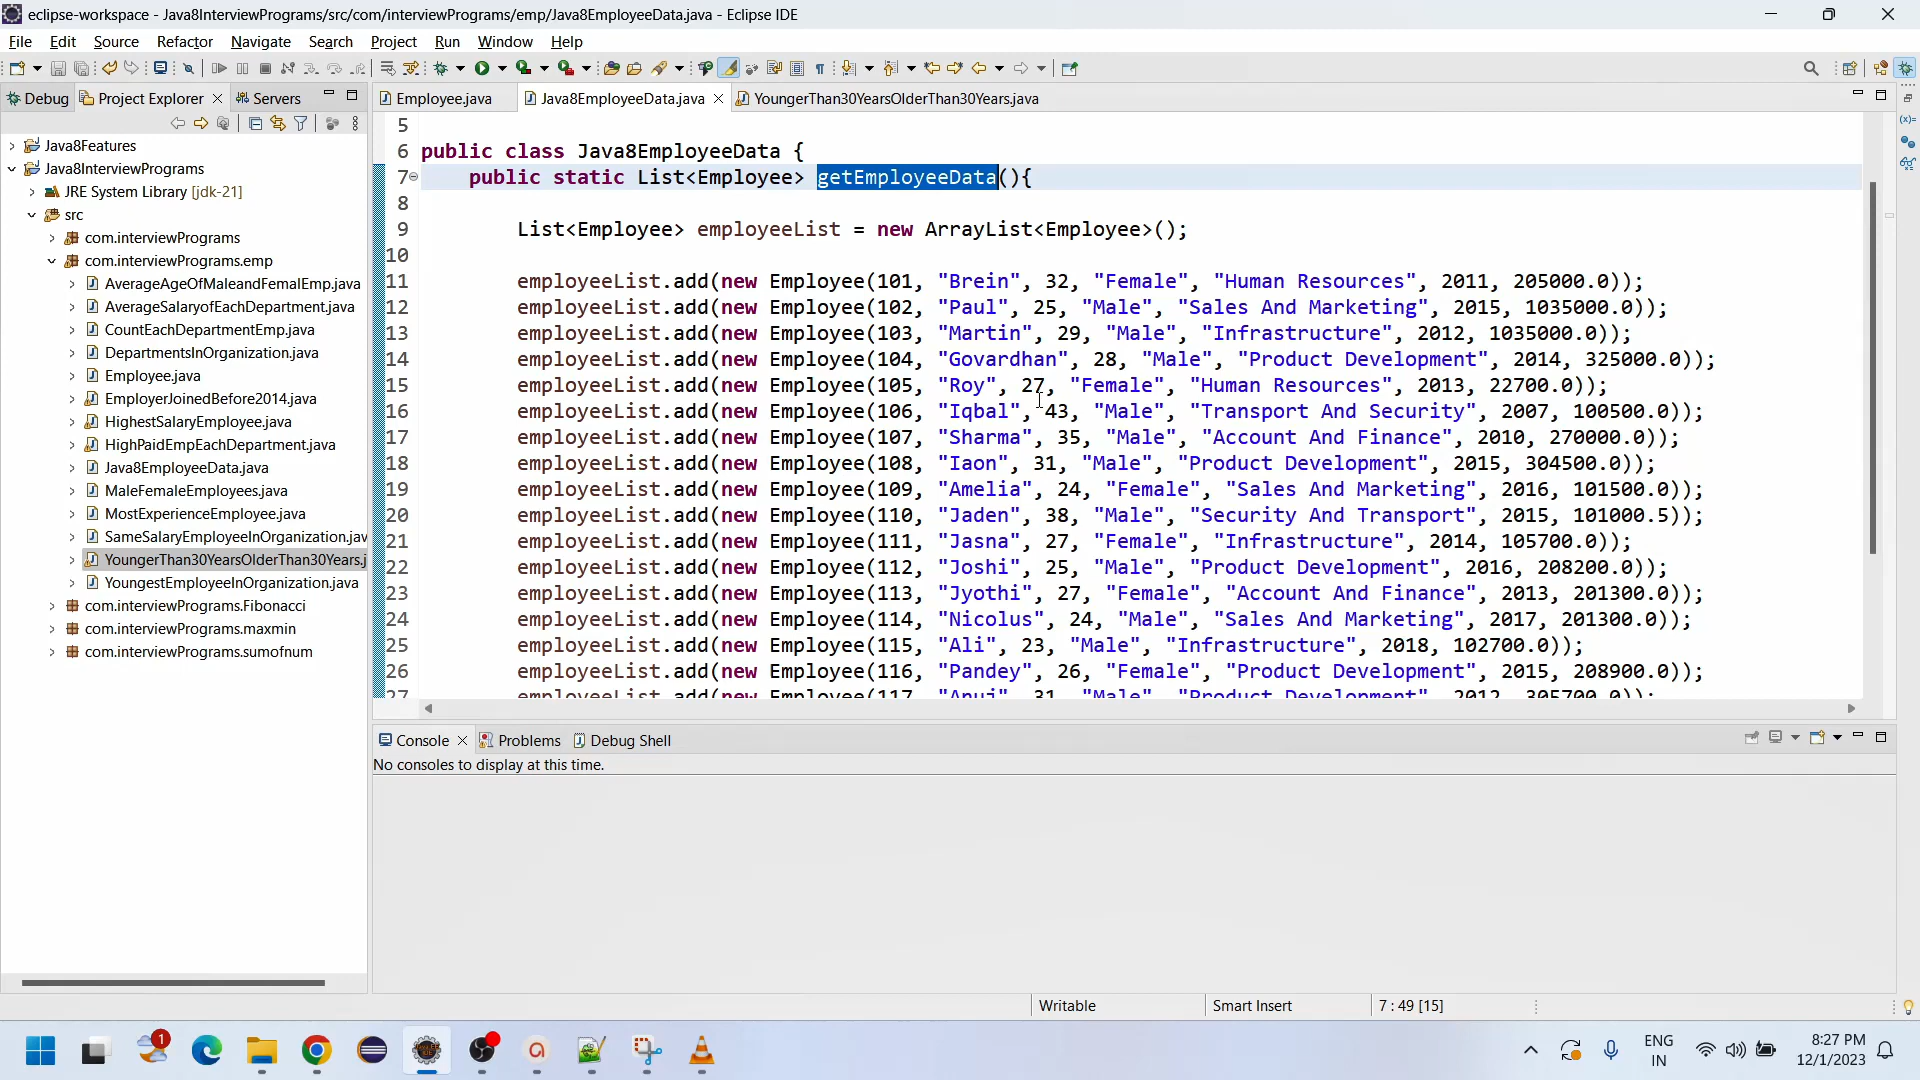 eclipse-workspace - Java8InterviewPrograms/src/com/interviewPrograms/emp/Java8EmployeeData.java - Eclipse IDE
File Edit Source Refactor Navigate Search Project Run Window Help
Debug Project Explorer Servers
Employee.java Java8EmployeeData.java YoungerThan30YearsOlderThan30Years.java
Java8Features
Java8InterviewPrograms
JRE System Library [jdk-21]
src
com.interviewPrograms
com.interviewPrograms.emp
AverageAgeOfMaleandFemalEmp.java
AverageSalaryofEachDepartment.java
CountEachDepartmentEmp.java
DepartmentsInOrganization.java
Employee.java
EmployerJoinedBefore2014.java
HighestSalaryEmployee.java
HighPaidEmpEachDepartment.java
Java8EmployeeData.java
MaleFemaleEmployees.java
MostExperienceEmployee.java
SameSalaryEmployeeInOrganization.jav
YoungerThan30YearsOlderThan30Years.j
YoungestEmployeeInOrganization.java
com.interviewPrograms.Fibonacci
com.interviewPrograms.maxmin
com.interviewPrograms.sumofnum
5
6 public class Java8EmployeeData {
7 public static List<Employee> getEmployeeData(){
8
9 List<Employee> employeeList = new ArrayList<Employee>();
10
11 employeeList.add(new Employee(101, "Brein", 32, "Female", "Human Resources", 2011, 205000.0));
12 employeeList.add(new Employee(102, "Paul", 25, "Male", "Sales And Marketing", 2015, 1035000.0));
13 employeeList.add(new Employee(103, "Martin", 29, "Male", "Infrastructure", 2012, 1035000.0));
14 employeeList.add(new Employee(104, "Govardhan", 28, "Male", "Product Development", 2014, 325000.0));
15 employeeList.add(new Employee(105, "Roy", 27, "Female", "Human Resources", 2013, 22700.0));
16 employeeList.add(new Employee(106, "Iqbal", 43, "Male", "Transport And Security", 2007, 100500.0));
17 employeeList.add(new Employee(107, "Sharma", 35, "Male", "Account And Finance", 2010, 270000.0));
18 employeeList.add(new Employee(108, "Iaon", 31, "Male", "Product Development", 2015, 304500.0));
19 employeeList.add(new Employee(109, "Amelia", 24, "Female", "Sales And Marketing", 2016, 101500.0));
20 employeeList.add(new Employee(110, "Jaden", 38, "Male", "Security And Transport", 2015, 101000.5));
21 employeeList.add(new Employee(111, "Jasna", 27, "Female", "Infrastructure", 2014, 105700.0));
22 employeeList.add(new Employee(112, "Joshi", 25, "Male", "Product Development", 2016, 208200.0));
23 employeeList.add(new Employee(113, "Jyothi", 27, "Female", "Account And Finance", 2013, 201300.0));
24 employeeList.add(new Employee(114, "Nicolus", 24, "Male", "Sales And Marketing", 2017, 201300.0));
25 employeeList.add(new Employee(115, "Ali", 23, "Male", "Infrastructure", 2018, 102700.0));
26 employeeList.add(new Employee(116, "Pandey", 26, "Female", "Product Development", 2015, 208900.0));
27 employeeList.add(new Employee(117, "Anuj", 31, "Male", "Product Development", 2012, 305700.0));
Console Problems Debug Shell
No consoles to display at this time.
Writable Smart Insert 7 : 49 [15]
1
ENG
IN
8:27 PM
12/1/2023